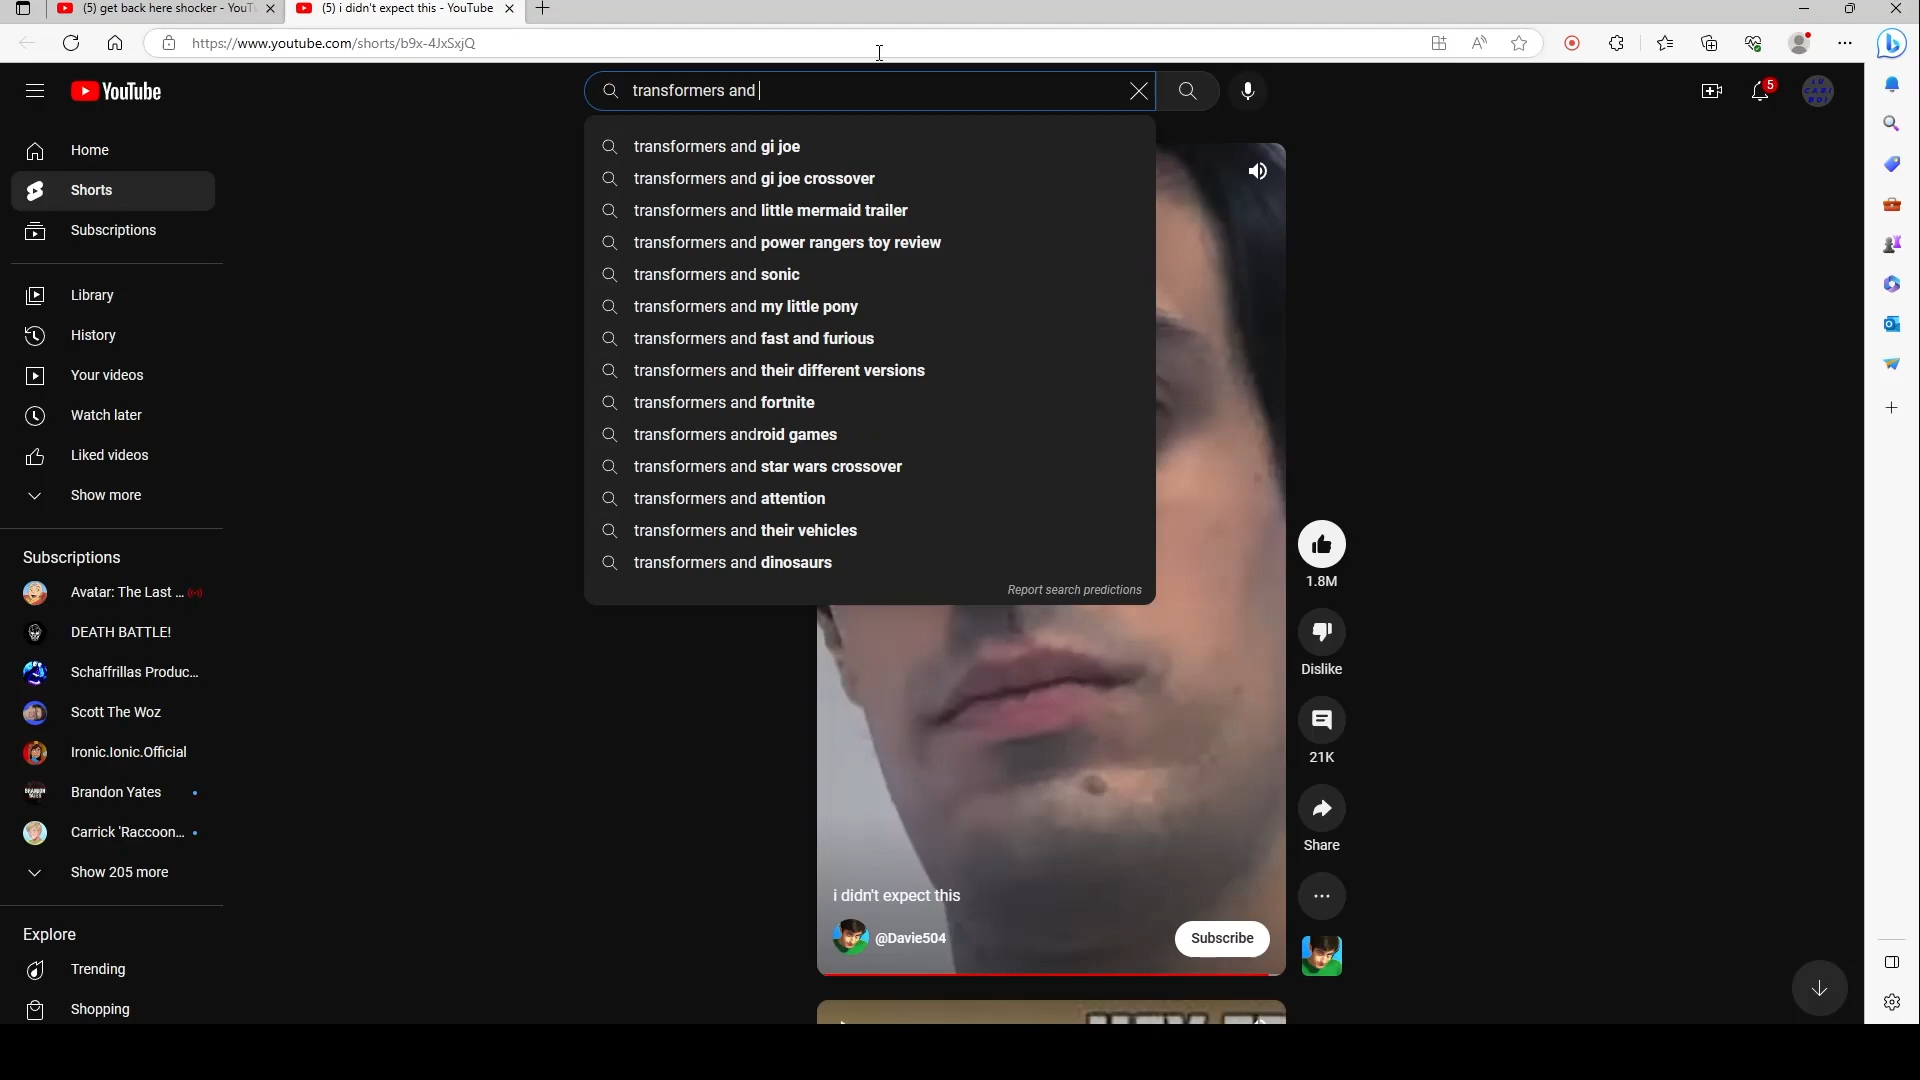 (5) get back here shocker - YouT
(5) i didn't expect this - YouTube
https://www.youtube.com/shorts/b9x-4JxSxjQ
YouTube
transformers and
5
Home
Shorts
Subscriptions
Library
History
Your videos
Watch later
Liked videos
Show more
Subscriptions
Avatar: The Last ...
DEATH BATTLE!
Schaffrillas Produc...
Scott The Woz
Ironic.Ionic.Official
Brandon Yates
Carrick 'Raccoon...
Show 205 more
Explore
Trending
Shopping
transformers and gi joe
transformers and gi joe crossover
transformers and little mermaid trailer
transformers and power rangers toy review
transformers and sonic
transformers and my little pony
transformers and fast and furious
transformers and their different versions
transformers and fortnite
transformers android games
transformers and star wars crossover
transformers and attention
transformers and their vehicles
transformers and dinosaurs
Report search predictions
1.8M
Dislike
21K
Share
i didn't expect this
@Davie504
Subscribe